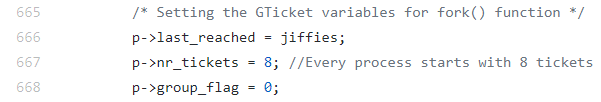 665 /* Setting the GTicket variables for fork() function */
666 p->last_reached = jiffies;
667 p->nr_tickets = 8; //Every process starts with 8 tickets
668 p->group_flag = 0;